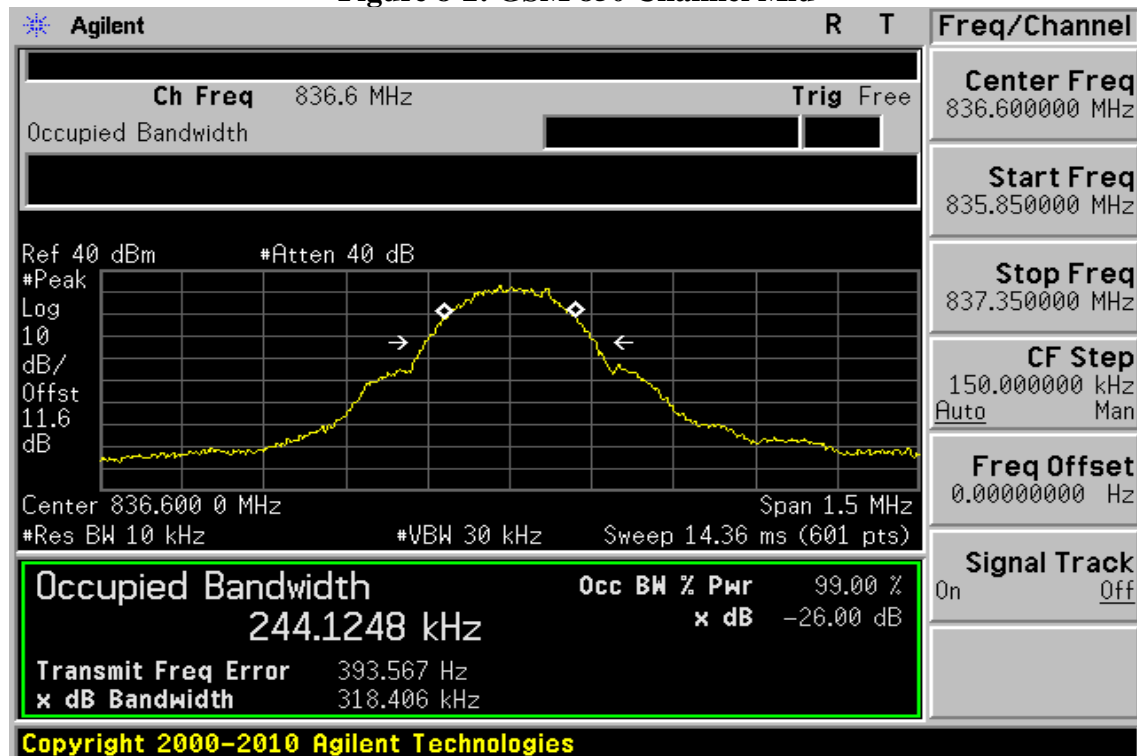 Agilent
R T
Freq/Channel
Ch Freq 836.6 MHz
Trig Free
Occupied Bandwidth
Center Freq
836.600000 MHz
Start Freq
835.850000 MHz
Stop Freq
837.350000 MHz
CF Step
150.000000 kHz
Auto Man
Freq Offset
0.00000000 Hz
Signal Track
On Off
Ref 40 dBm
#Atten 40 dB
#Peak
Log
10
dB/
Offst
11.6
dB
Center 836.600 0 MHz
Span 1.5 MHz
#Res BW 10 kHz
#VBW 30 kHz
Sweep 14.36 ms (601 pts)
Occupied Bandwidth
244.1248 kHz
Occ BW % Pwr 99.00 %
x dB -26.00 dB
Transmit Freq Error 393.567 Hz
x dB Bandwidth 318.406 kHz
Copyright 2000-2010 Agilent Technologies